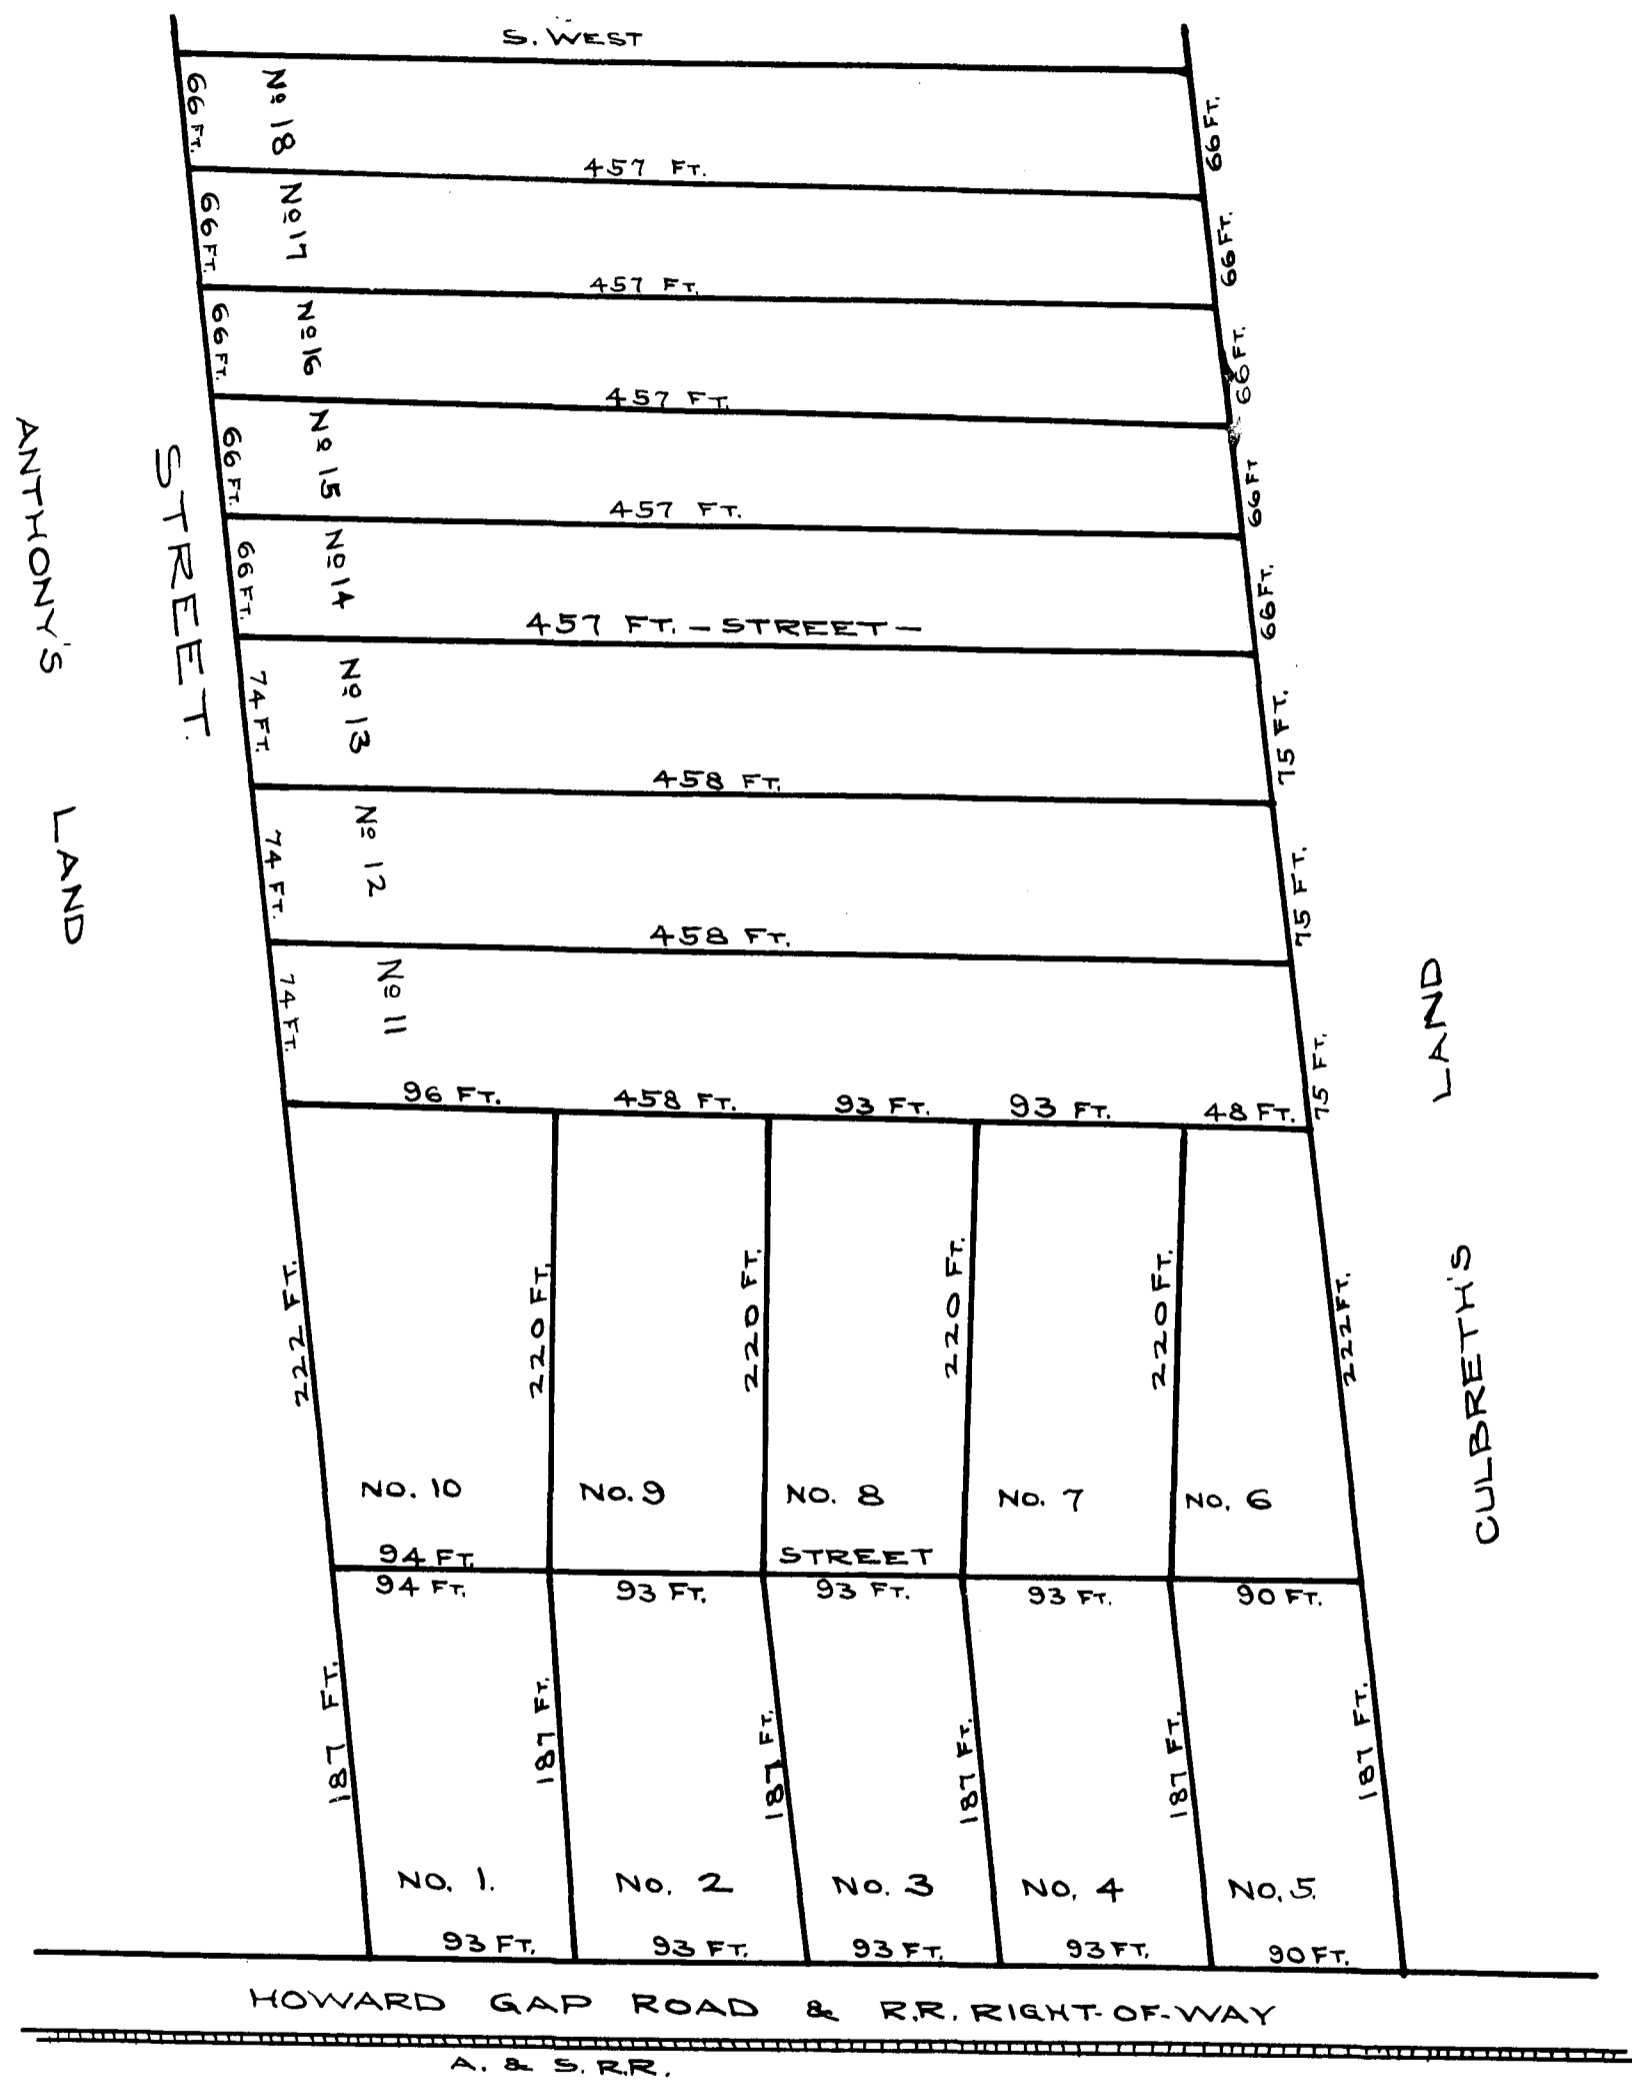 S. WEST
66 FT.
Nº 18
66 FT.
457 FT.
66 FT.
Nº 17
66 FT.
457 FT.
66 FT.
Nº 16
66 FT.
457 FT.
66 FT.
Nº 15
66 FT
457 FT.
66 FT.
Nº 14
66 FT.
457 FT. – STREET –
ANTHONY'S LAND
STREET.
74 FT.
Nº 13
75 FT.
458 FT.
74 FT.
Nº 12
75 FT.
458 FT.
74 FT.
Nº 11
75 FT.
CULBRETH'S LAND
96 FT. 458 FT. 93 FT. 93 FT. 48 FT.
222 FT. 220 FT. 220 FT. 220 FT. 220 FT. 222 FT.
NO. 10 NO. 9 NO. 8 NO. 7 NO. 6
94 FT. STREET
94 FT. 93 FT. 93 FT. 93 FT. 90 FT.
187 FT. 187 FT. 187 FT. 187 FT. 187 FT. 187 FT.
NO. 1. NO. 2 NO. 3 NO. 4 NO. 5.
93 FT. 93 FT. 93 FT. 93 FT. 90 FT.
HOWARD GAP ROAD & R.R. RIGHT-OF-WAY
A. & S. R.R.